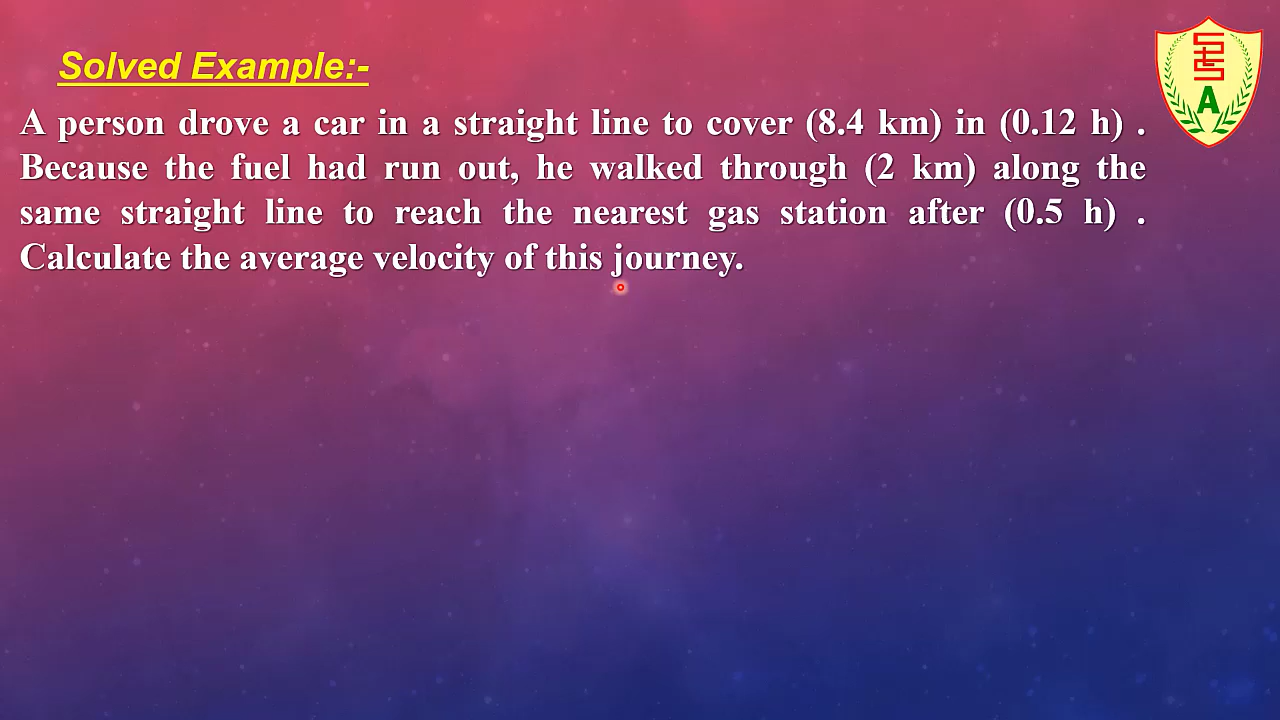 Solved Example:-
A person drove a car in a straight line to cover (8.4 km) in (0.12 h) .
Because the fuel had run out, he walked through (2 km) along the
same straight line to reach the nearest gas station after (0.5 h) .
Calculate the average velocity of this journey.
A